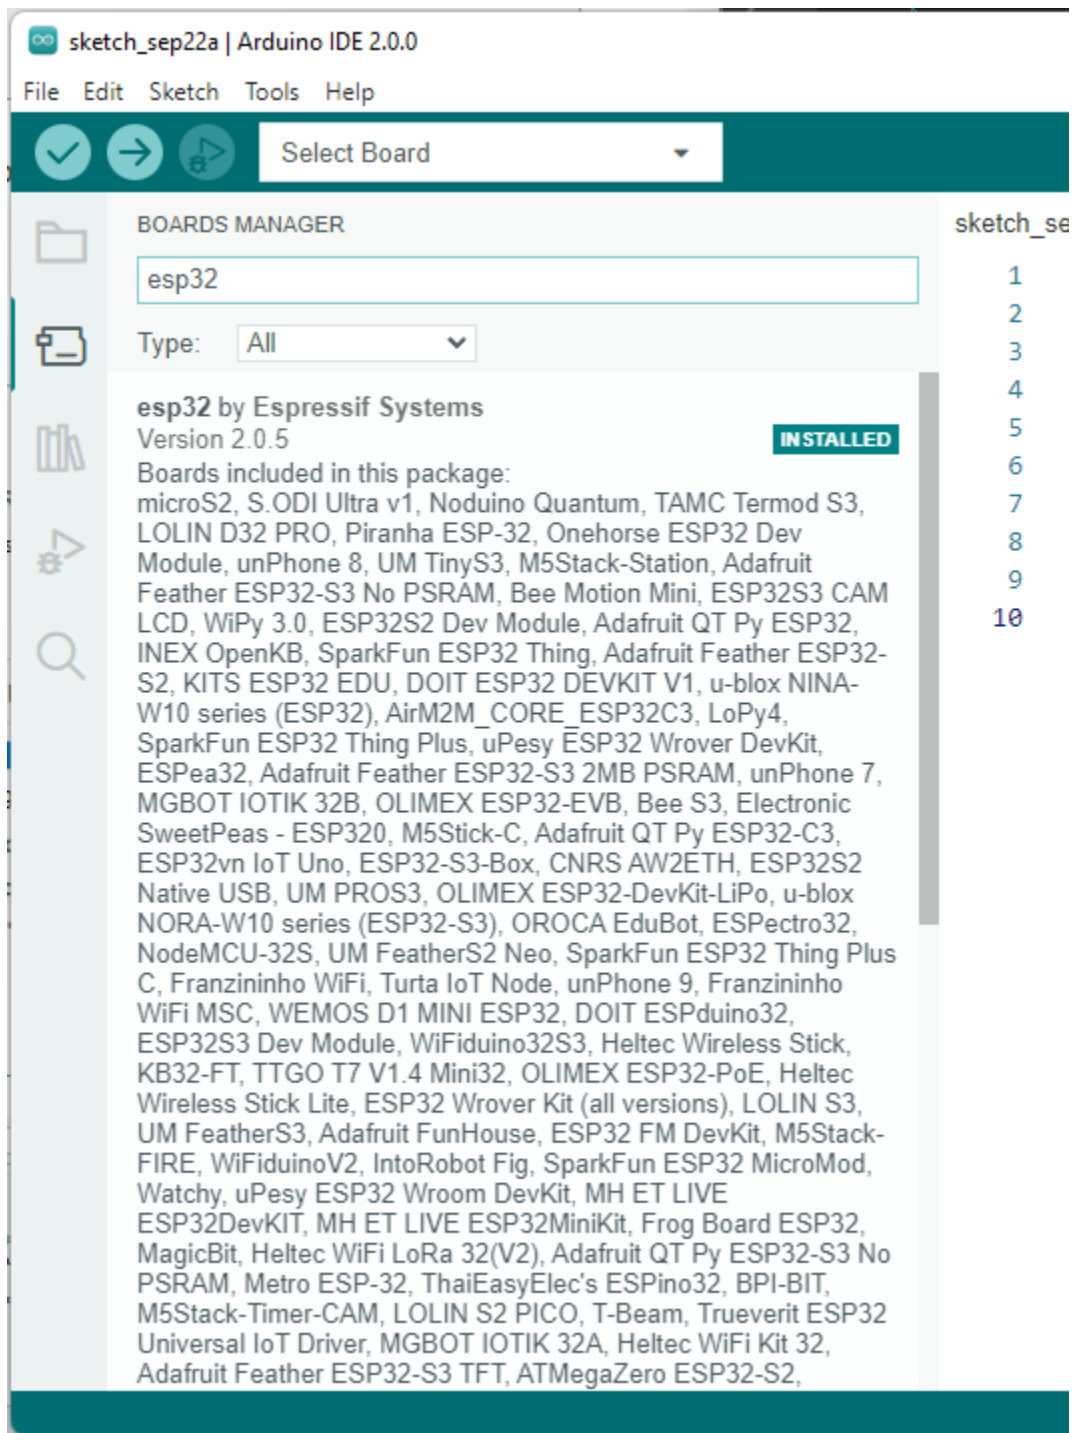 sketch_sep22a | Arduino IDE 2.0.0
File Edit Sketch Tools Help
Select Board
BOARDS MANAGER
esp32
Type: All
esp32 by Espressif Systems
Version 2.0.5
INSTALLED
Boards included in this package:
microS2, S.ODI Ultra v1, Noduino Quantum, TAMC Termod S3,
LOLIN D32 PRO, Piranha ESP-32, Onehorse ESP32 Dev
Module, unPhone 8, UM TinyS3, M5Stack-Station, Adafruit
Feather ESP32-S3 No PSRAM, Bee Motion Mini, ESP32S3 CAM
LCD, WiPy 3.0, ESP32S2 Dev Module, Adafruit QT Py ESP32,
INEX OpenKB, SparkFun ESP32 Thing, Adafruit Feather ESP32-
S2, KITS ESP32 EDU, DOIT ESP32 DEVKIT V1, u-blox NINA-
W10 series (ESP32), AirM2M_CORE_ESP32C3, LoPy4,
SparkFun ESP32 Thing Plus, uPesy ESP32 Wrover DevKit,
ESPea32, Adafruit Feather ESP32-S3 2MB PSRAM, unPhone 7,
MGBOT IOTIK 32B, OLIMEX ESP32-EVB, Bee S3, Electronic
SweetPeas - ESP320, M5Stick-C, Adafruit QT Py ESP32-C3,
ESP32vn IoT Uno, ESP32-S3-Box, CNRS AW2ETH, ESP32S2
Native USB, UM PROS3, OLIMEX ESP32-DevKit-LiPo, u-blox
NORA-W10 series (ESP32-S3), OROCA EduBot, ESPectro32,
NodeMCU-32S, UM FeatherS2 Neo, SparkFun ESP32 Thing Plus
C, Franzininho WiFi, Turta IoT Node, unPhone 9, Franzininho
WiFi MSC, WEMOS D1 MINI ESP32, DOIT ESPduino32,
ESP32S3 Dev Module, WiFiduino32S3, Heltec Wireless Stick,
KB32-FT, TTGO T7 V1.4 Mini32, OLIMEX ESP32-PoE, Heltec
Wireless Stick Lite, ESP32 Wrover Kit (all versions), LOLIN S3,
UM FeatherS3, Adafruit FunHouse, ESP32 FM DevKit, M5Stack-
FIRE, WiFiduinoV2, IntoRobot Fig, SparkFun ESP32 MicroMod,
Watchy, uPesy ESP32 Wroom DevKit, MH ET LIVE
ESP32DevKIT, MH ET LIVE ESP32MiniKit, Frog Board ESP32,
MagicBit, Heltec WiFi LoRa 32(V2), Adafruit QT Py ESP32-S3 No
PSRAM, Metro ESP-32, ThaiEasyElec's ESPino32, BPI-BIT,
M5Stack-Timer-CAM, LOLIN S2 PICO, T-Beam, Trueverit ESP32
Universal IoT Driver, MGBOT IOTIK 32A, Heltec WiFi Kit 32,
Adafruit Feather ESP32-S3 TFT, ATMegaZero ESP32-S2,
sketch_se
1
2
3
4
5
6
7
8
9
10